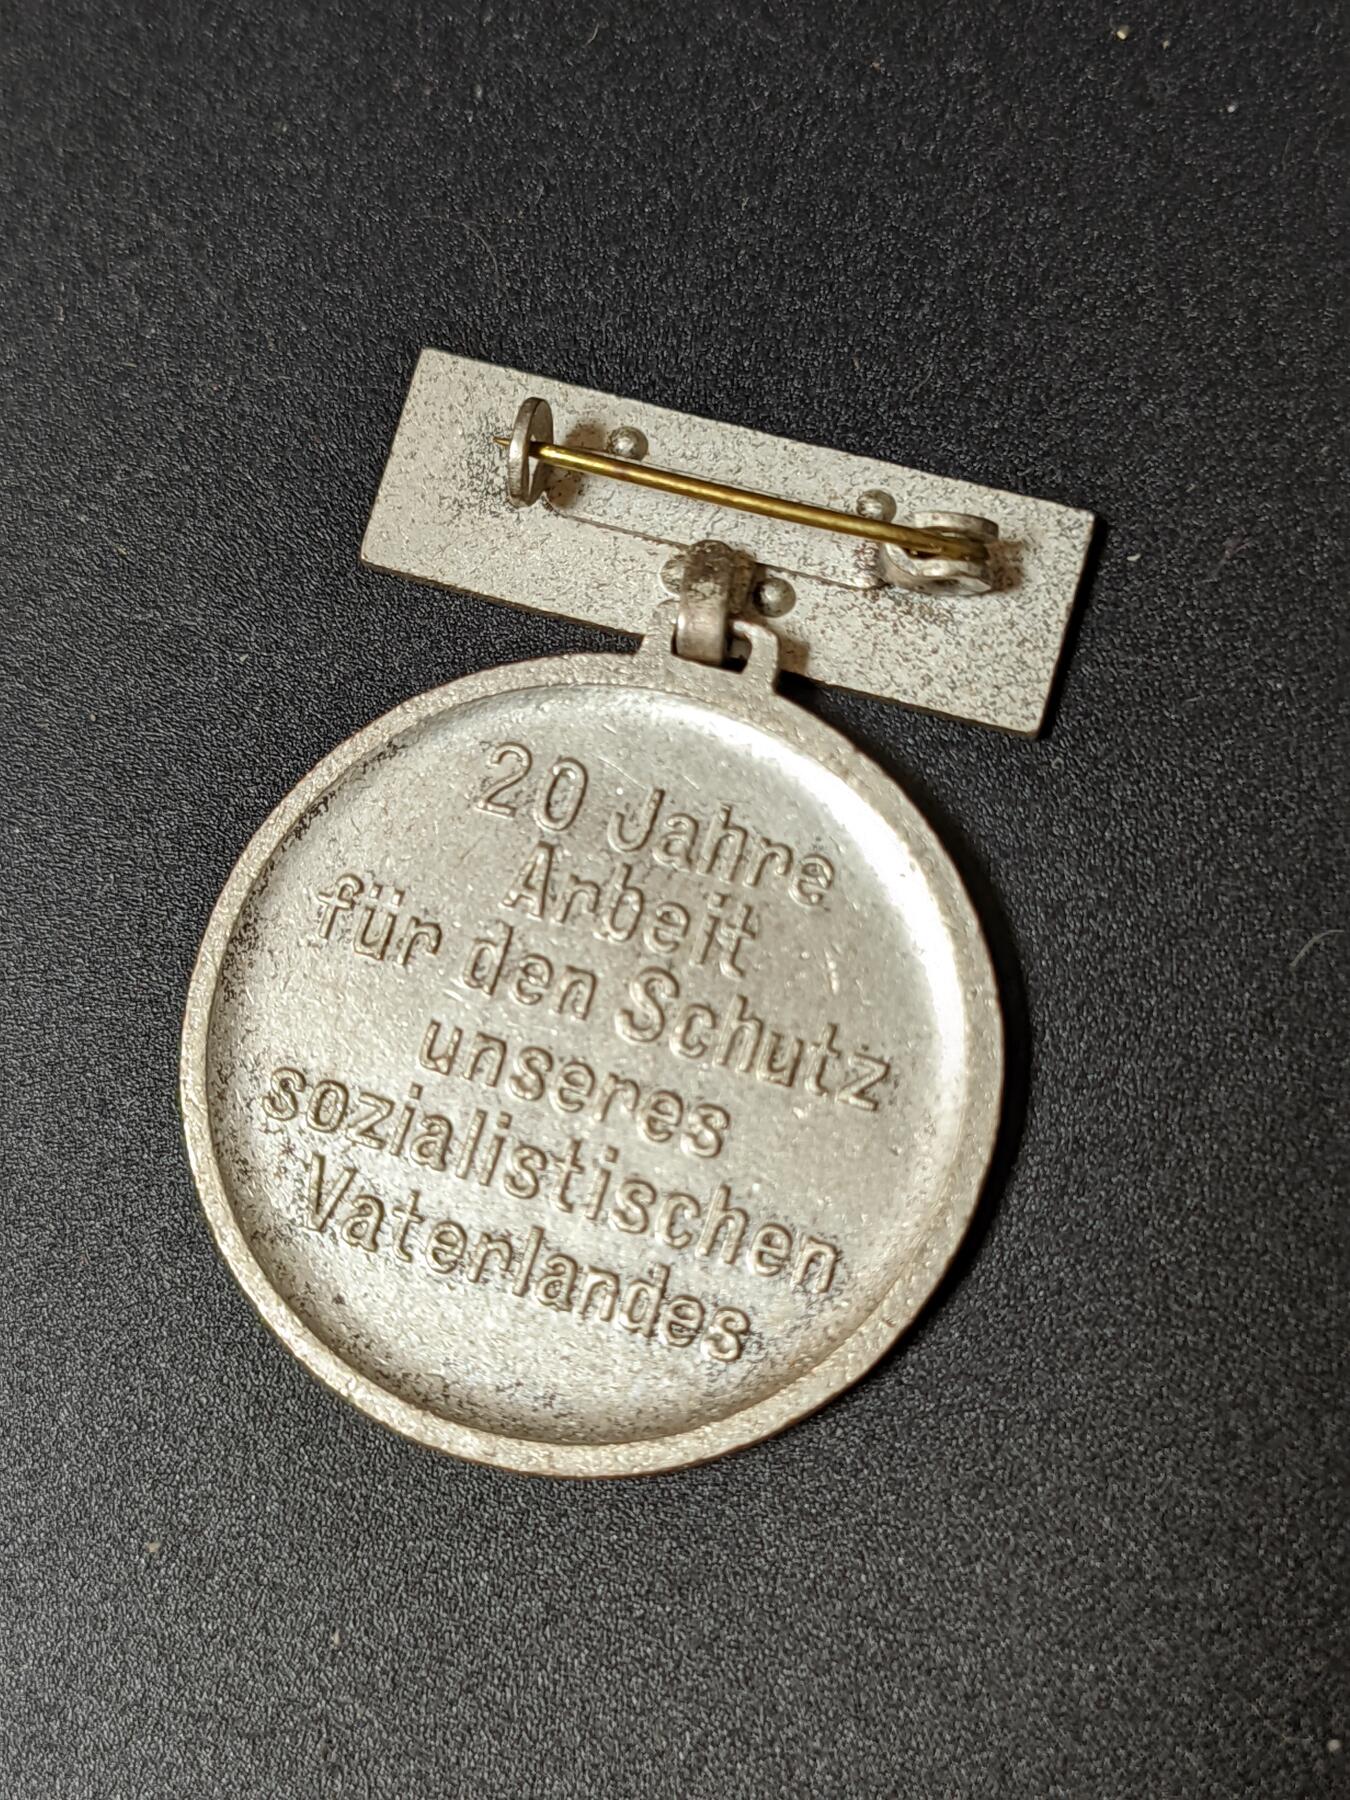 20 Jahre
Arbeit
für den Schutz
unseres
sozialistischen
Vaterlandes